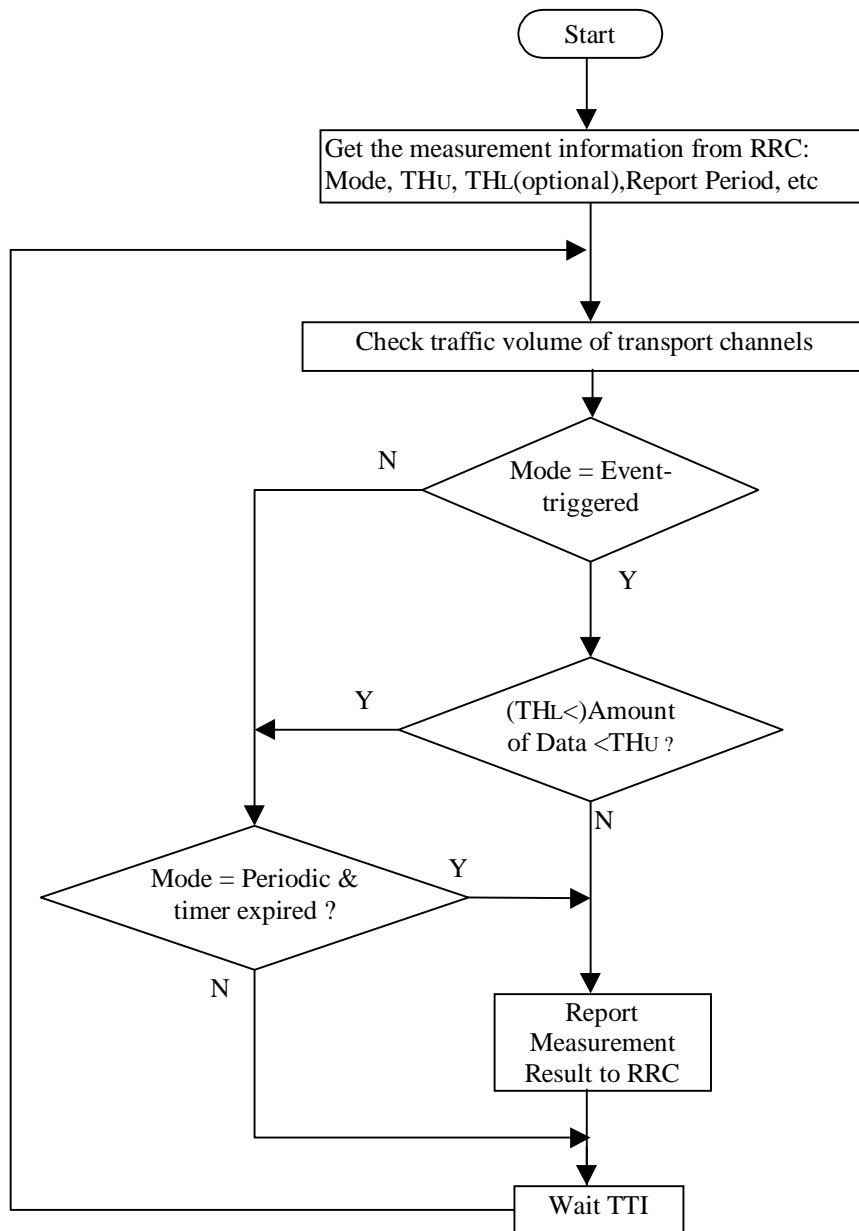 Start
Get the measurement information from RRC:
Mode, THU, THL(optional),Report Period, etc
Check traffic volume of transport channels
N
Mode = Event-
triggered
Y
Y
(THL<)Amount
of Data <THU ?
N
Mode = Periodic &
timer expired ?
Y
N
Report
Measurement
Result to RRC
Wait TTI